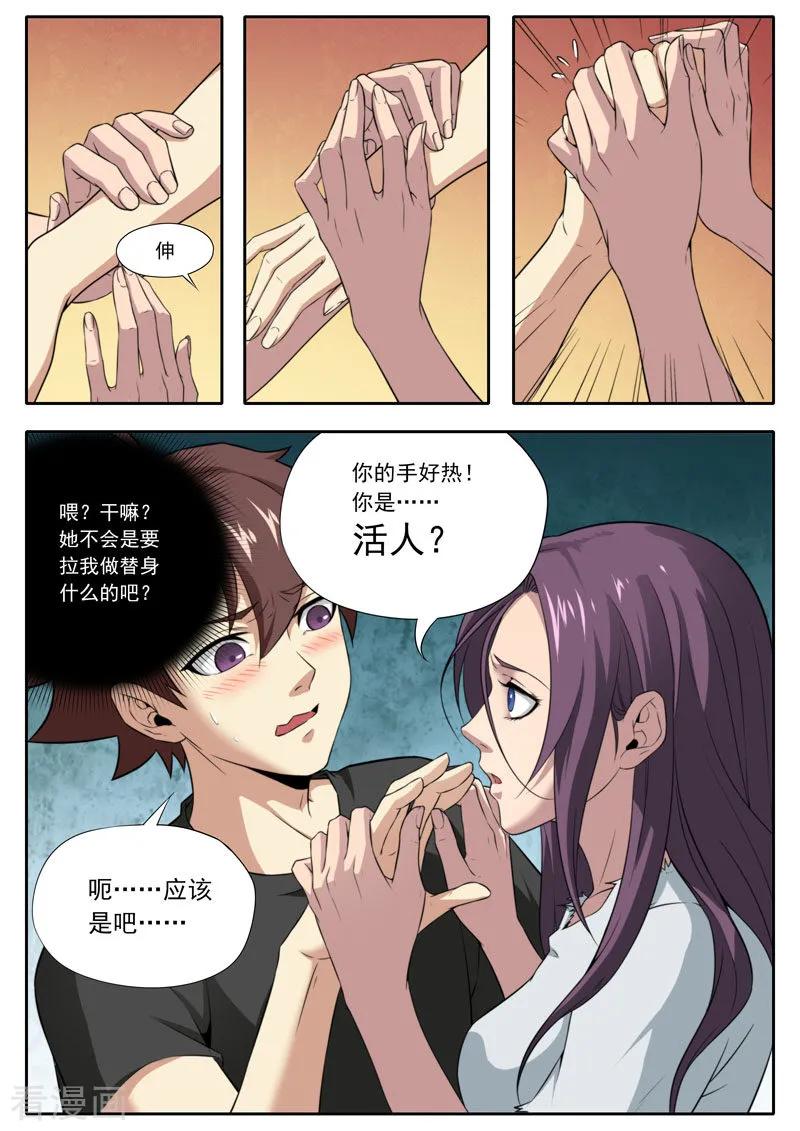 伸
喂？干嘛？
她不会是要
拉我做替身
什么的吧？
你的手好热！
你是……
活人？
呃……应该
是吧……
看漫画